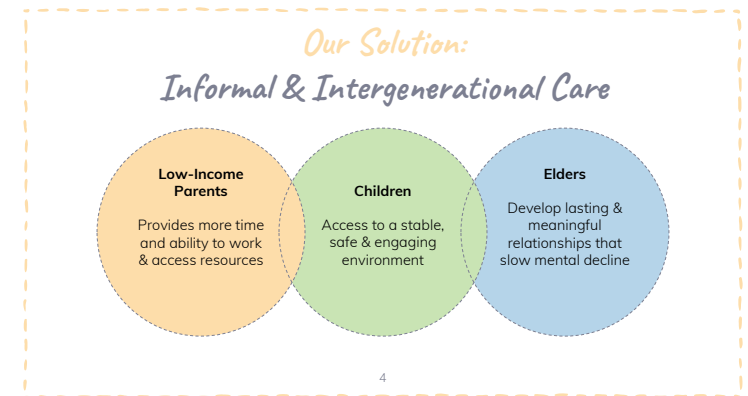 Our Solution:
Informal & Intergenerational Care
Low-Income
Parents
Provides more time
and ability to work
& access resources
Children
Access to a stable,
safe & engaging
environment
Elders
Develop lasting &
meaningful
relationships that
slow mental decline
4